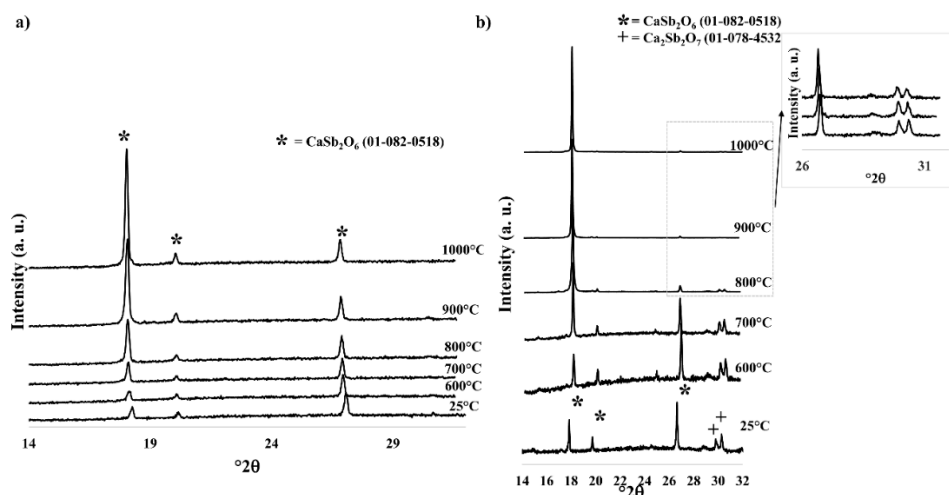 a)
* = CaSb₂O₆ (01-082-0518)
*
*
*
1000°C
900°C
800°C
700°C
600°C
25°C
Intensity (a. u.)
14 19 24 29
°2θ
b)
* = CaSb₂O₆ (01-082-0518)
+ = Ca₂Sb₂O₇ (01-078-4532
1000°C
900°C
800°C
700°C
600°C
25°C
*
*
*
+
+
Intensity (a. u.)
14 16 18 20 22 24 26 28 30 32
°2θ
Intensity (a. u.)
26 31
°2θ